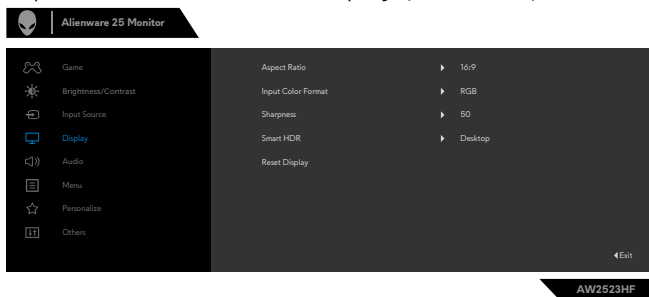 Alienware 25 Monitor
Game
Aspect Ratio 16:9
Brightness/Contrast Input Color Format RGB
Input Source Sharpness 50
Display Smart HDR Desktop
Audio Reset Display
Menu
Personalize
Others
Exit
AW2523HF